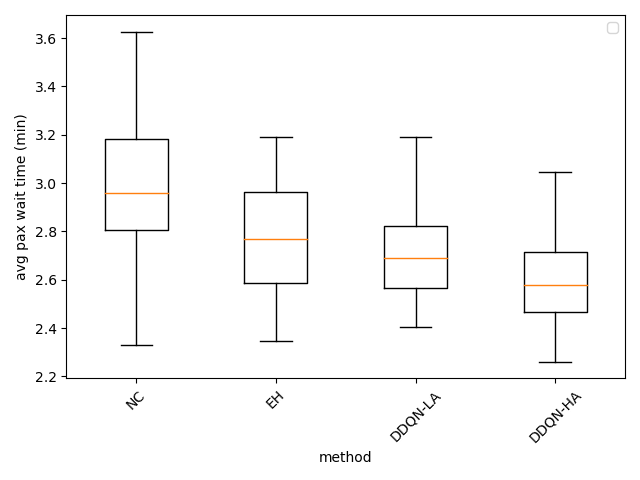 avg pax wait time (min)
3.6
3.4
3.2
3.0
2.8
2.6
2.4
2.2
NC
EH
DDQN-LA
DDQN-HA
method